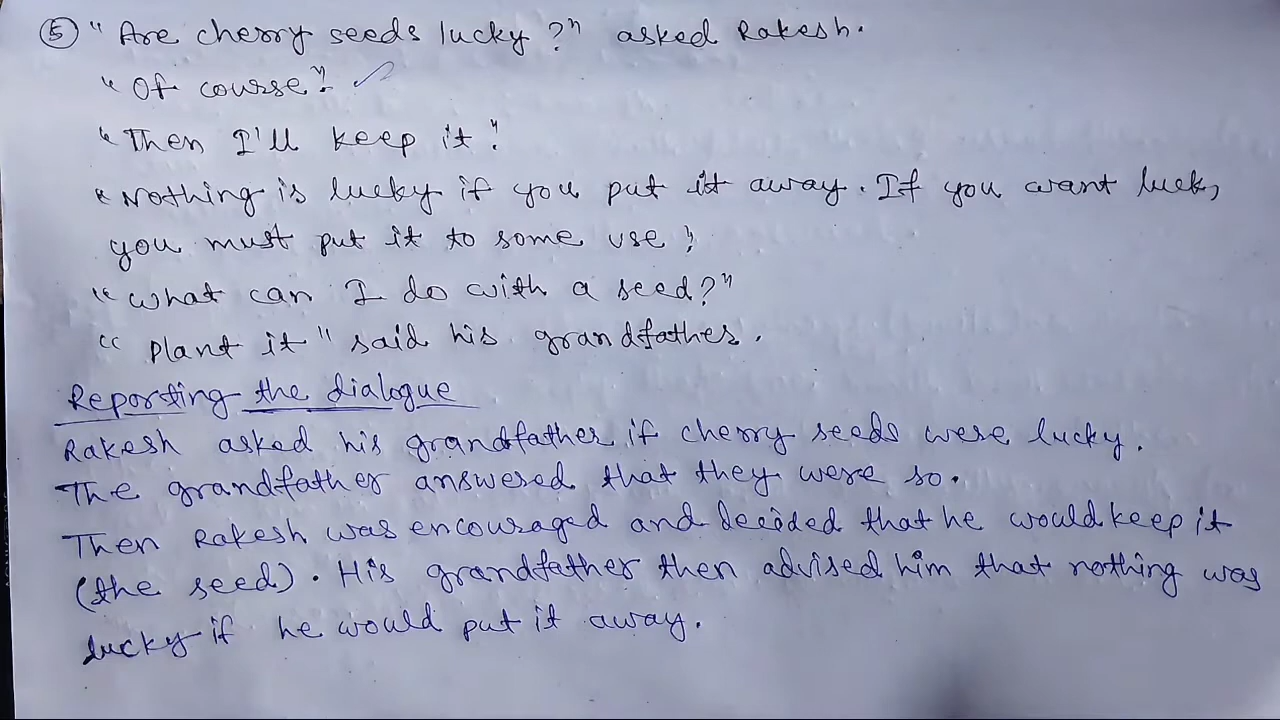 ⑤ "Are cherry seeds lucky?" asked Rakesh.
"Of course".
"Then I'll keep it".
"Nothing is lucky if you put it away. If you want luck,
you must put it to some use".
"What can I do with a seed?"
"Plant it" said his grandfather.
Reporting the dialogue
Rakesh asked his grandfather if cherry seeds were lucky.
The grandfather answered that they were so.
Then Rakesh was encouraged and decided that he would keep it
(the seed). His grandfather then advised him that nothing was
lucky if he would put it away.